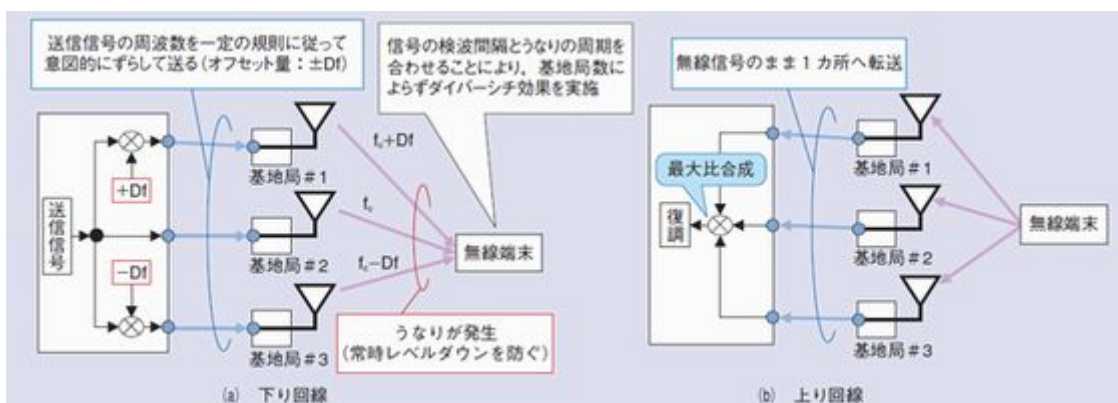 送信信号の周波数を一定の規則に従って
意図的にずらして送る(オフセット量:±Df)
送信信号
+Df
-Df
基地局#1
基地局#2
基地局#3
fc+Df
fc
fc-Df
信号の検波間隔とうなりの周期を
合わせることにより,基地局数に
よらずダイバーシチ効果を実施
無線端末
うなりが発生
(常時レベルダウンを防ぐ)
(a) 下り回線
無線信号のまま1カ所へ転送
最大比合成
復調
基地局#1
基地局#2
基地局#3
無線端末
(b) 上り回線